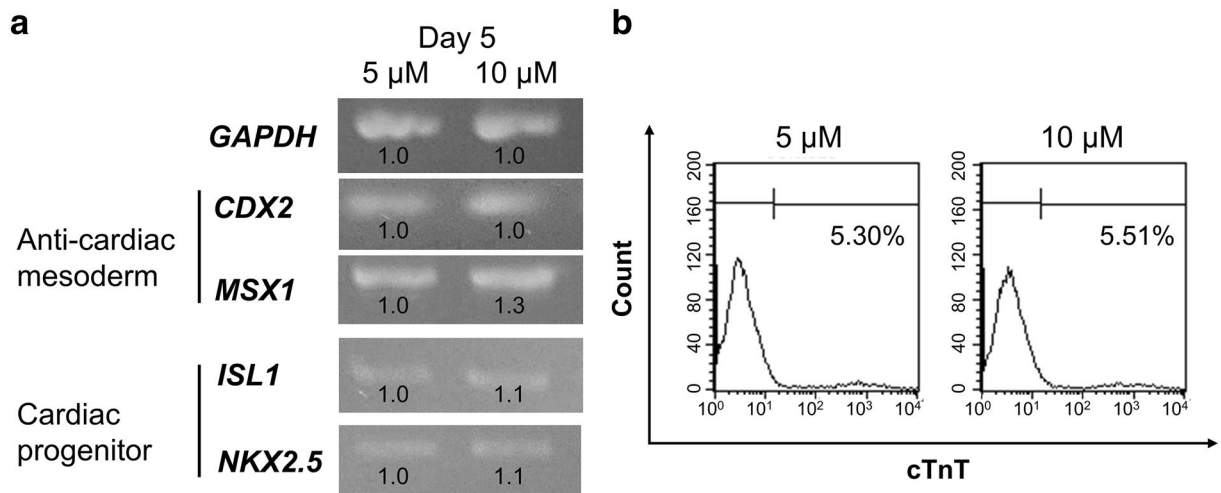 a
Day 5
5 µM 10 µM
GAPDH
1.0 1.0
CDX2
1.0 1.0
Anti-cardiac
mesoderm
MSX1
1.0 1.3
ISL1
1.0 1.1
Cardiac
progenitor
NKX2.5
1.0 1.1
b
5 µM
10 µM
Count
200
160
120
80
40
0
5.30%
10⁰ 10¹ 10² 10³ 10⁴
200
160
120
80
40
0
5.51%
10⁰ 10¹ 10² 10³ 10⁴
cTnT